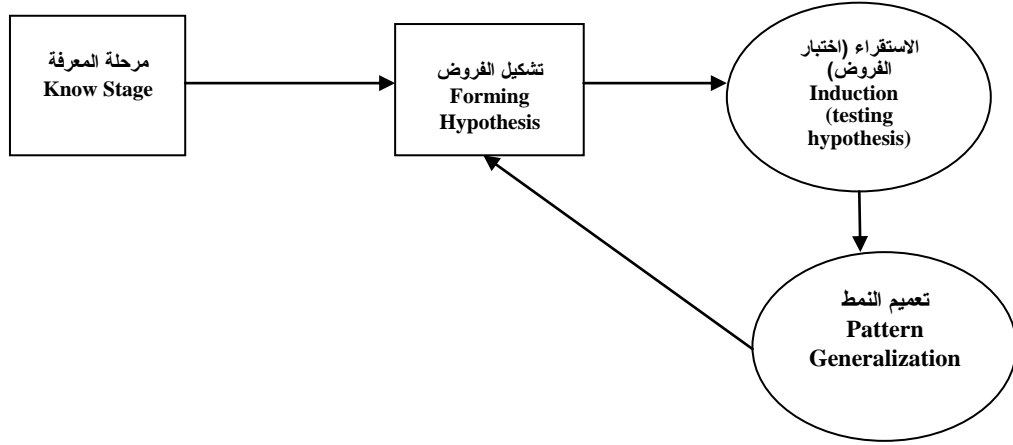 مرحلة المعرفة
Know Stage
تشكيل الفروض
Forming
Hypothesis
الاستقراء (اختبار
الفروض)
Induction
(testing
hypothesis)
تعميم النمط
Pattern
Generalization